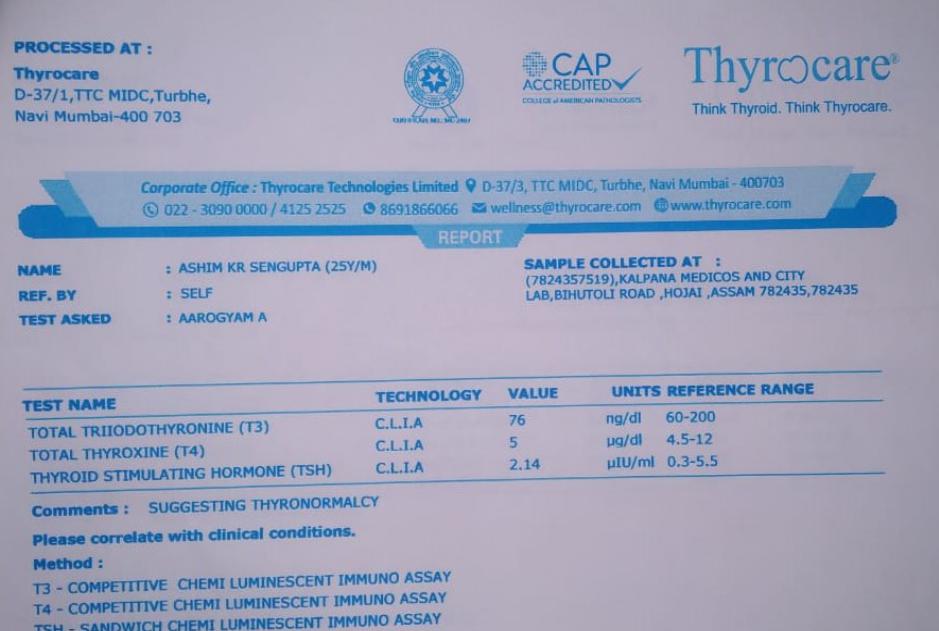 PROCESSED AT :
Thyrocare
D-37/1,TTC MIDC,Turbhe,
Navi Mumbai-400 703
CAP
ACCREDITED
COLLEGE of AMERICAN PATHOLOGISTS
Thyrocare®
Think Thyroid. Think Thyrocare.
Corporate Office : Thyrocare Technologies Limited D-37/3, TTC MIDC, Turbhe, Navi Mumbai - 400703
022 - 3090 0000 / 4125 2525 8691866066 wellness@thyrocare.com www.thyrocare.com
REPORT
NAME : ASHIM KR SENGUPTA (25Y/M)
REF. BY : SELF
TEST ASKED : AAROGYAM A
SAMPLE COLLECTED AT :
(7824357519),KALPANA MEDICOS AND CITY
LAB,BIHUTOLI ROAD ,HOJAI ,ASSAM 782435,782435
TEST NAME TECHNOLOGY VALUE UNITS REFERENCE RANGE
TOTAL TRIIODOTHYRONINE (T3) C.L.I.A 76 ng/dl 60-200
TOTAL THYROXINE (T4) C.L.I.A 5 µg/dl 4.5-12
THYROID STIMULATING HORMONE (TSH) C.L.I.A 2.14 µIU/ml 0.3-5.5
Comments : SUGGESTING THYRONORMALCY
Please correlate with clinical conditions.
Method :
T3 - COMPETITIVE CHEMI LUMINESCENT IMMUNO ASSAY
T4 - COMPETITIVE CHEMI LUMINESCENT IMMUNO ASSAY
TSH - SANDWICH CHEMI LUMINESCENT IMMUNO ASSAY